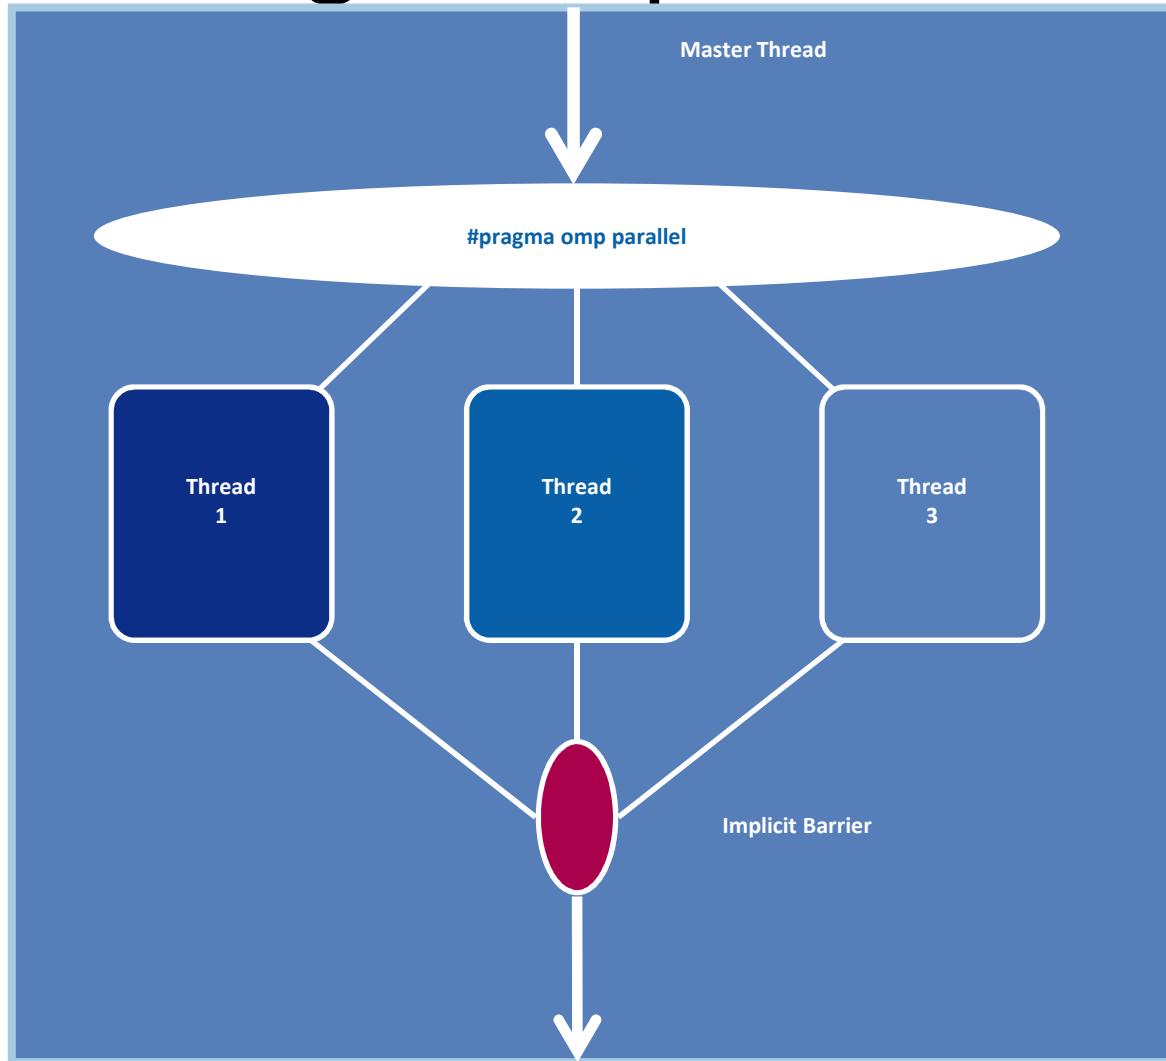 Master Thread
#pragma omp parallel
Thread
1
Thread
2
Thread
3
Implicit Barrier